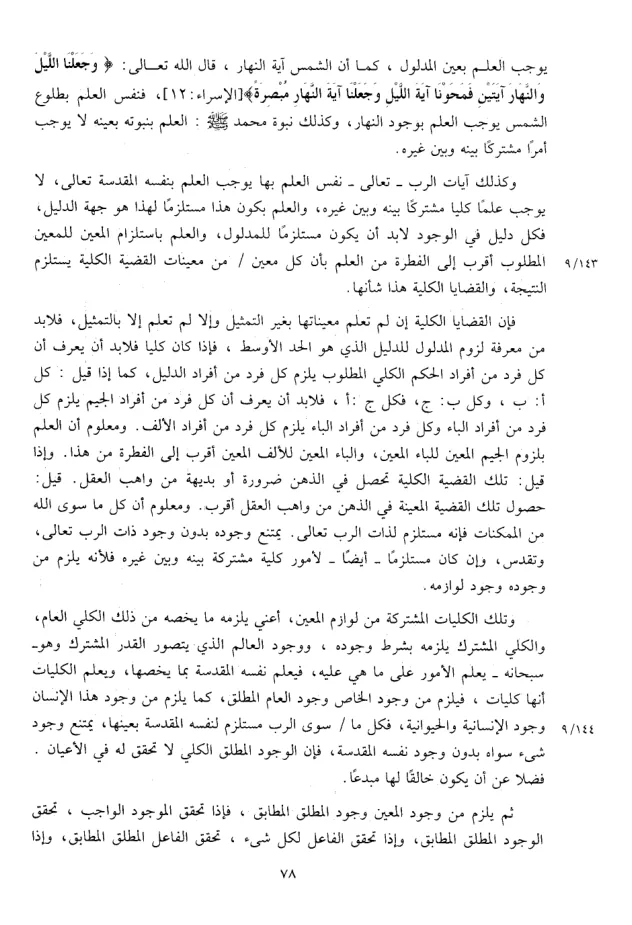 يوجب العلم بعين المدلول ، كما أن الشمس آية النهار ، قال الله تعالى: ﴿ وَجَعَلْنَا اللَّيْلَ
وَالنَّهَارَ آيَتَيْنِ فَمَحَوْنَا آيَةَ اللَّيْلِ وَجَعَلْنَا آيَةَ النَّهَارِ مُبْصِرَةً﴾[الإسراء:١٢]، فنفس العلم بطلوع
الشمس يوجب العلم بوجود النهار، وكذلك نبوة محمد ﷺ : العلم بنبوته بعينه لا يوجب
أمرًا مشتركًا بينه وبين غيره.
وكذلك آيات الرب ـ تعالى ـ نفس العلم بها يوجب العلم بنفسه المقدسة تعالى، لا
يوجب علمًا كليا مشتركًا بينه وبين غيره، والعلم بكون هذا مستلزمًا لهذا هو جهة الدليل،
فكل دليل في الوجود لابد أن يكون مستلزمًا للمدلول، والعلم باستلزام المعين للمعين
المطلوب أقرب إلى الفطرة من العلم بأن كل معين / من معينات القضية الكلية يستلزم ٩/١٤٣
النتيجة، والقضايا الكلية هذا شأنها.
فإن القضايا الكلية إن لم تعلم معيناتها بغير التمثيل وإلا لم تعلم إلا بالتمثيل، فلابد
من معرفة لزوم المدلول للدليل الذي هو الحد الأوسط ، فإذا كان كليا فلابد أن يعرف أن
كل فرد من أفراد الحكم الكلي المطلوب يلزم كل فرد من أفراد الدليل، كما إذا قيل : كل
أ: ب ، وكل ب: ج، فكل ج :أ ، فلابد أن يعرف أن كل فرد من أفراد الجيم يلزم كل
فرد من أفراد الباء وكل فرد من أفراد الباء يلزم كل فرد من أفراد الألف. ومعلوم أن العلم
بلزوم الجيم المعين للباء المعين، والباء المعين للألف المعين أقرب إلى الفطرة من هذا. وإذا
قيل: تلك القضية الكلية تحصل في الذهن ضرورة أو بديهة من واهب العقل. قيل:
حصول تلك القضية المعينة في الذهن من واهب العقل أقرب. ومعلوم أن كل ما سوى الله
من الممكنات فإنه مستلزم لذات الرب تعالى. يمتنع وجوده بدون وجود ذات الرب تعالى،
وتقدس، وإن كان مستلزمًا ـ أيضًا ـ لأمور كلية مشتركة بينه وبين غيره فلأنه يلزم من
وجوده وجود لوازمه.
وتلك الكليات المشتركة من لوازم المعين، أعني يلزمه ما يخصه من ذلك الكلي العام،
والكلي المشترك يلزمه بشرط وجوده ، ووجود العالم الذي يتصور القدر المشترك وهوـ
سبحانه ـ يعلم الأمور على ما هي عليه، فيعلم نفسه المقدسة بما يخصها، ويعلم الكليات
أنها كليات ، فيلزم من وجود الخاص وجود العام المطلق، كما يلزم من وجود هذا الإنسان
وجود الإنسانية والحيوانية، فكل ما / سوى الرب مستلزم لنفسه المقدسة بعينها، يمتنع وجود ٩/١٤٤
شىء سواه بدون وجود نفسه المقدسة، فإن الوجود المطلق الكلي لا تحقق له في الأعيان .
فضلا عن أن يكون خالقًا لها مبدعًا.
ثم يلزم من وجود المعين وجود المطلق المطابق ، فإذا تحقق الموجود الواجب ، تحقق
الوجود المطلق المطابق، وإذا تحقق الفاعل لكل شىء ، تحقق الفاعل المطلق المطابق، وإذا
٧٨